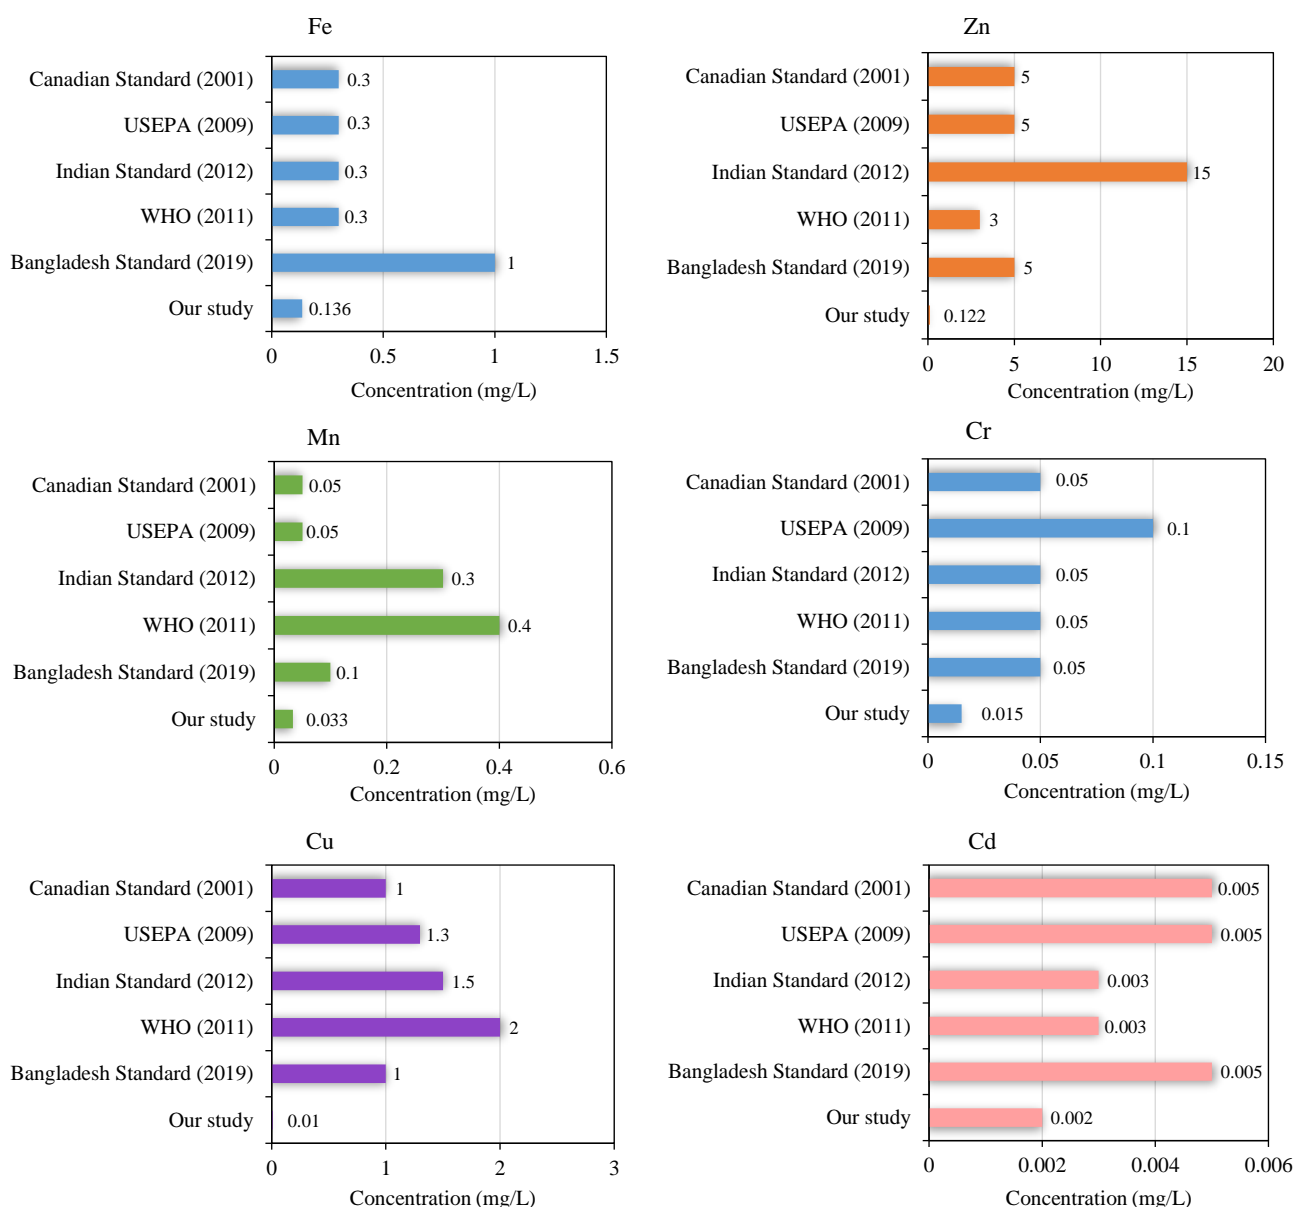 Fe
Canadian Standard (2001) 0.3
USEPA (2009) 0.3
Indian Standard (2012) 0.3
WHO (2011) 0.3
Bangladesh Standard (2019) 1
Our study 0.136
0 0.5 1 1.5
Concentration (mg/L)
Zn
Canadian Standard (2001) 5
USEPA (2009) 5
Indian Standard (2012) 15
WHO (2011) 3
Bangladesh Standard (2019) 5
Our study 0.122
0 5 10 15 20
Concentration (mg/L)
Mn
Canadian Standard (2001) 0.05
USEPA (2009) 0.05
Indian Standard (2012) 0.3
WHO (2011) 0.4
Bangladesh Standard (2019) 0.1
Our study 0.033
0 0.2 0.4 0.6
Concentration (mg/L)
Cr
Canadian Standard (2001) 0.05
USEPA (2009) 0.1
Indian Standard (2012) 0.05
WHO (2011) 0.05
Bangladesh Standard (2019) 0.05
Our study 0.015
0 0.05 0.1 0.15
Concentration (mg/L)
Cu
Canadian Standard (2001) 1
USEPA (2009) 1.3
Indian Standard (2012) 1.5
WHO (2011) 2
Bangladesh Standard (2019) 1
Our study 0.01
0 1 2 3
Concentration (mg/L)
Cd
Canadian Standard (2001) 0.005
USEPA (2009) 0.005
Indian Standard (2012) 0.003
WHO (2011) 0.003
Bangladesh Standard (2019) 0.005
Our study 0.002
0 0.002 0.004 0.006
Concentration (mg/L)